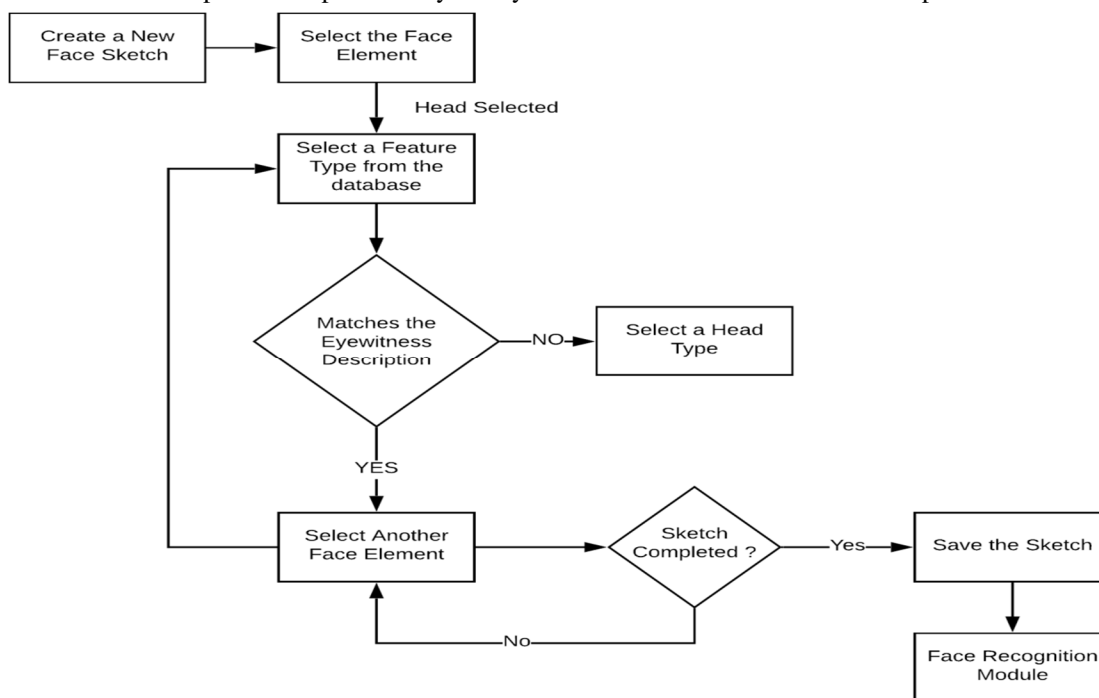 Create a New
Face Sketch
Select the Face
Element
Head Selected
Select a Feature
Type from the
database
Matches the
Eyewitness
Description
NO
Select a Head
Type
YES
Select Another
Face Element
Sketch
Completed ?
Yes
Save the Sketch
No
Face Recognition
Module